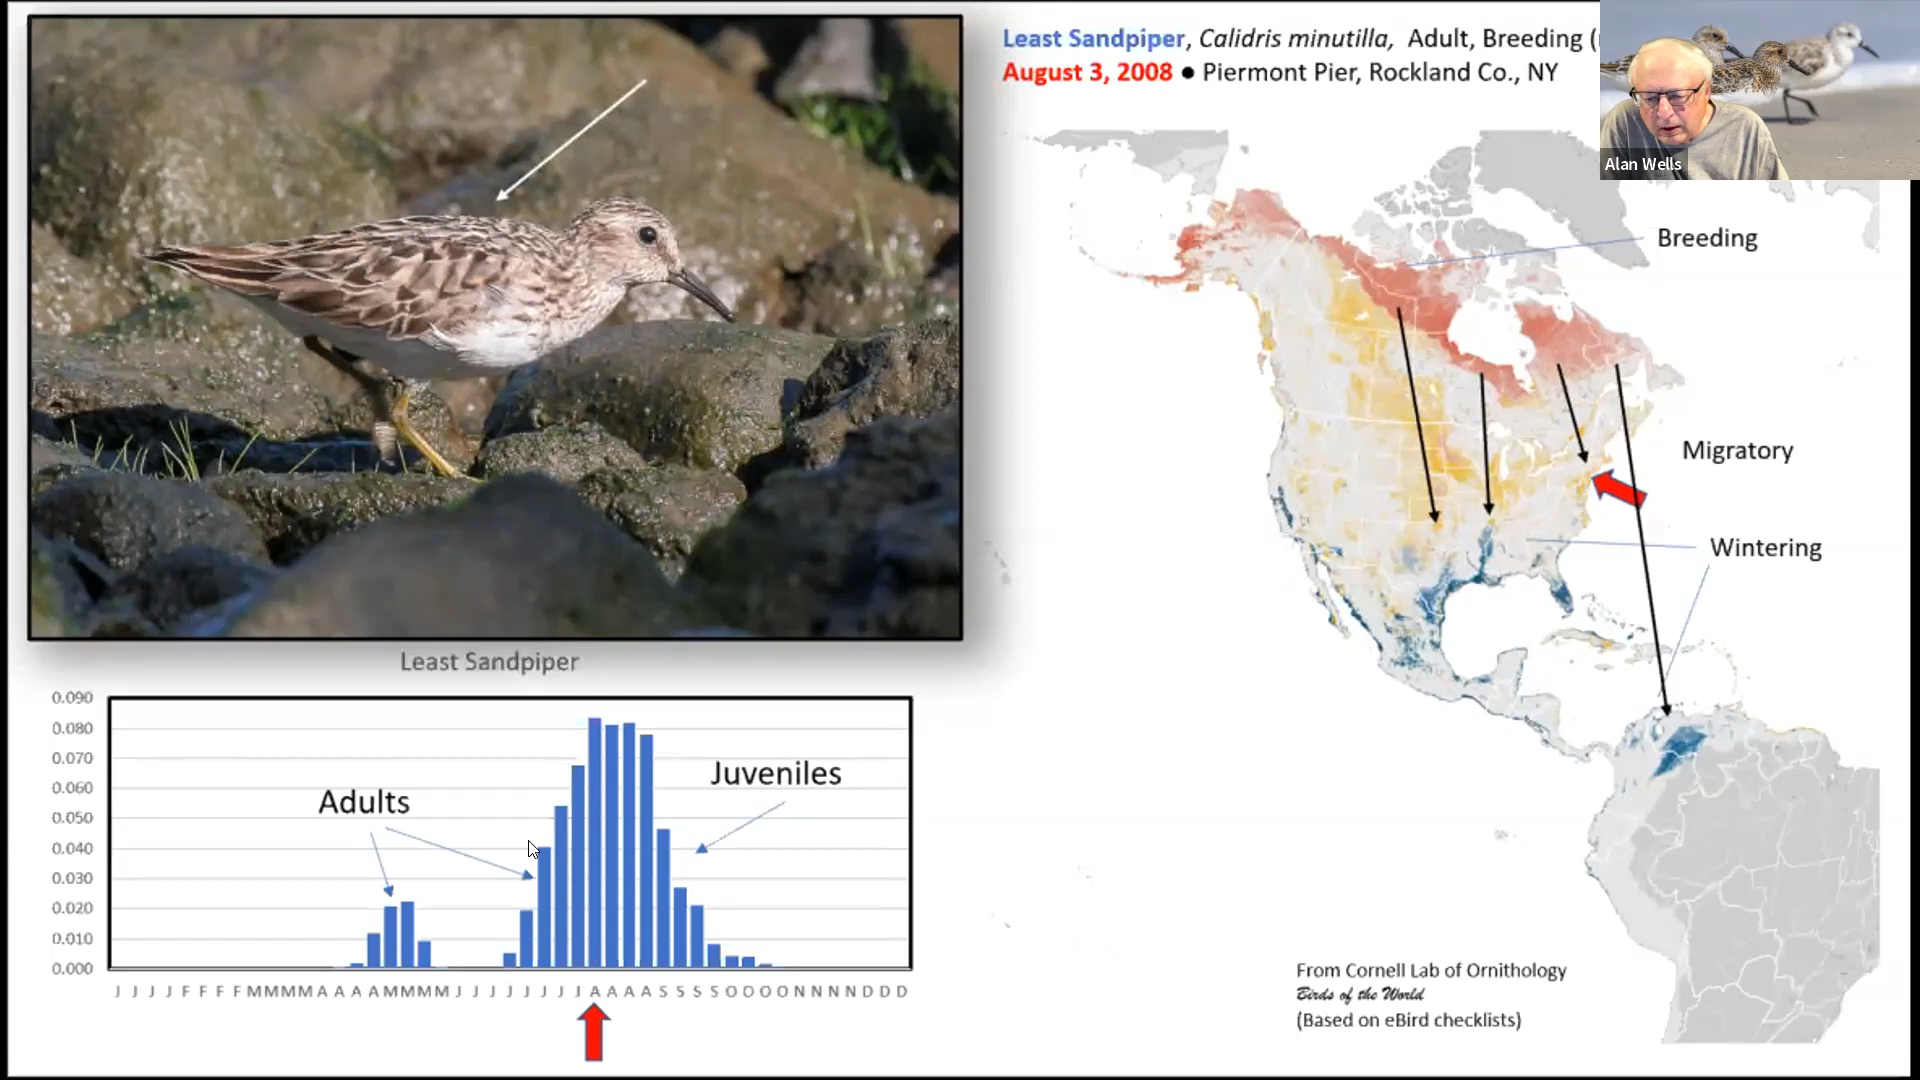 Least Sandpiper, Calidris minutilla, Adult, Breeding (
August 3, 2008 ● Piermont Pier, Rockland Co., NY
Alan Wells
Breeding
Migratory
Wintering
Least Sandpiper
0.090
0.080
0.070
0.060
0.050
0.040
0.030
0.020
0.010
0.000
Adults
Juveniles
J J J J F F F F M M M M A A A A M M M M J J J J J J J J A A A A S S S S O O O O N N N N D D D D
From Cornell Lab of Ornithology
Birds of the World
(Based on eBird checklists)